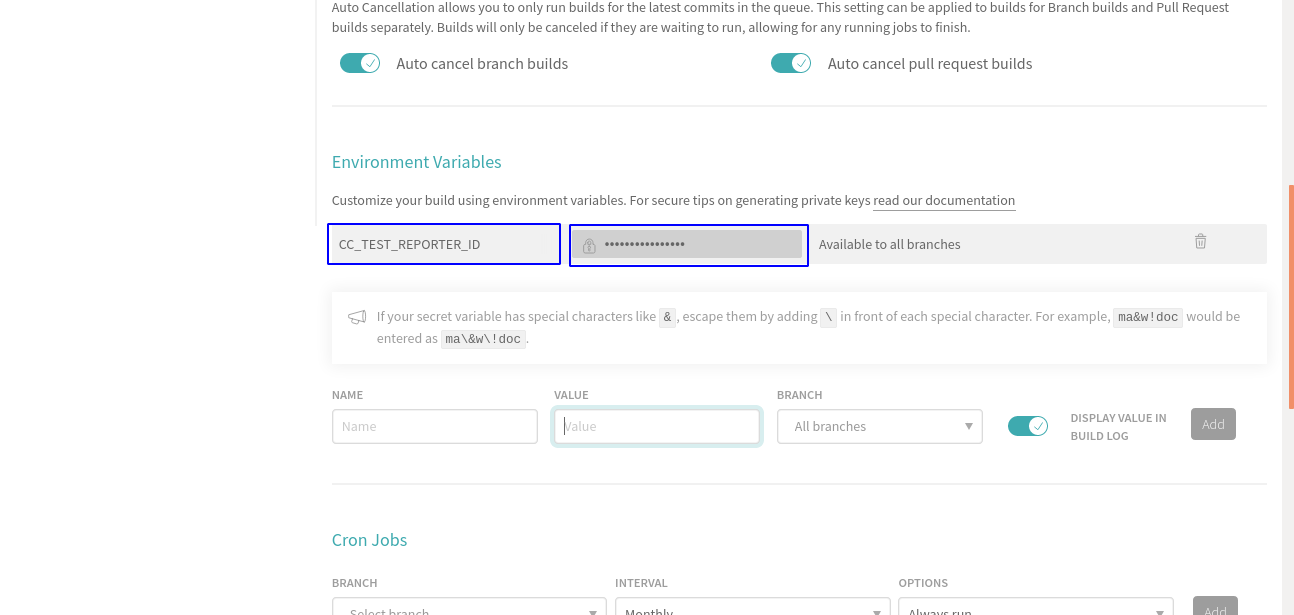 Auto Cancellation allows you to only run builds for the latest commits in the queue. This setting can be applied to builds for Branch builds and Pull Request
builds separately. Builds will only be canceled if they are waiting to run, allowing for any running jobs to finish.
Auto cancel branch builds Auto cancel pull request builds
Environment Variables
Customize your build using environment variables. For secure tips on generating private keys read our documentation
CC_TEST_REPORTER_ID •••••••••••••••• Available to all branches
If your secret variable has special characters like &, escape them by adding \ in front of each special character. For example, ma&w!doc would be
entered as ma\&w\!doc.
NAME VALUE BRANCH
Name Value All branches DISPLAY VALUE IN Add
BUILD LOG
Cron Jobs
BRANCH INTERVAL OPTIONS
Select branch Monthly Always run Add